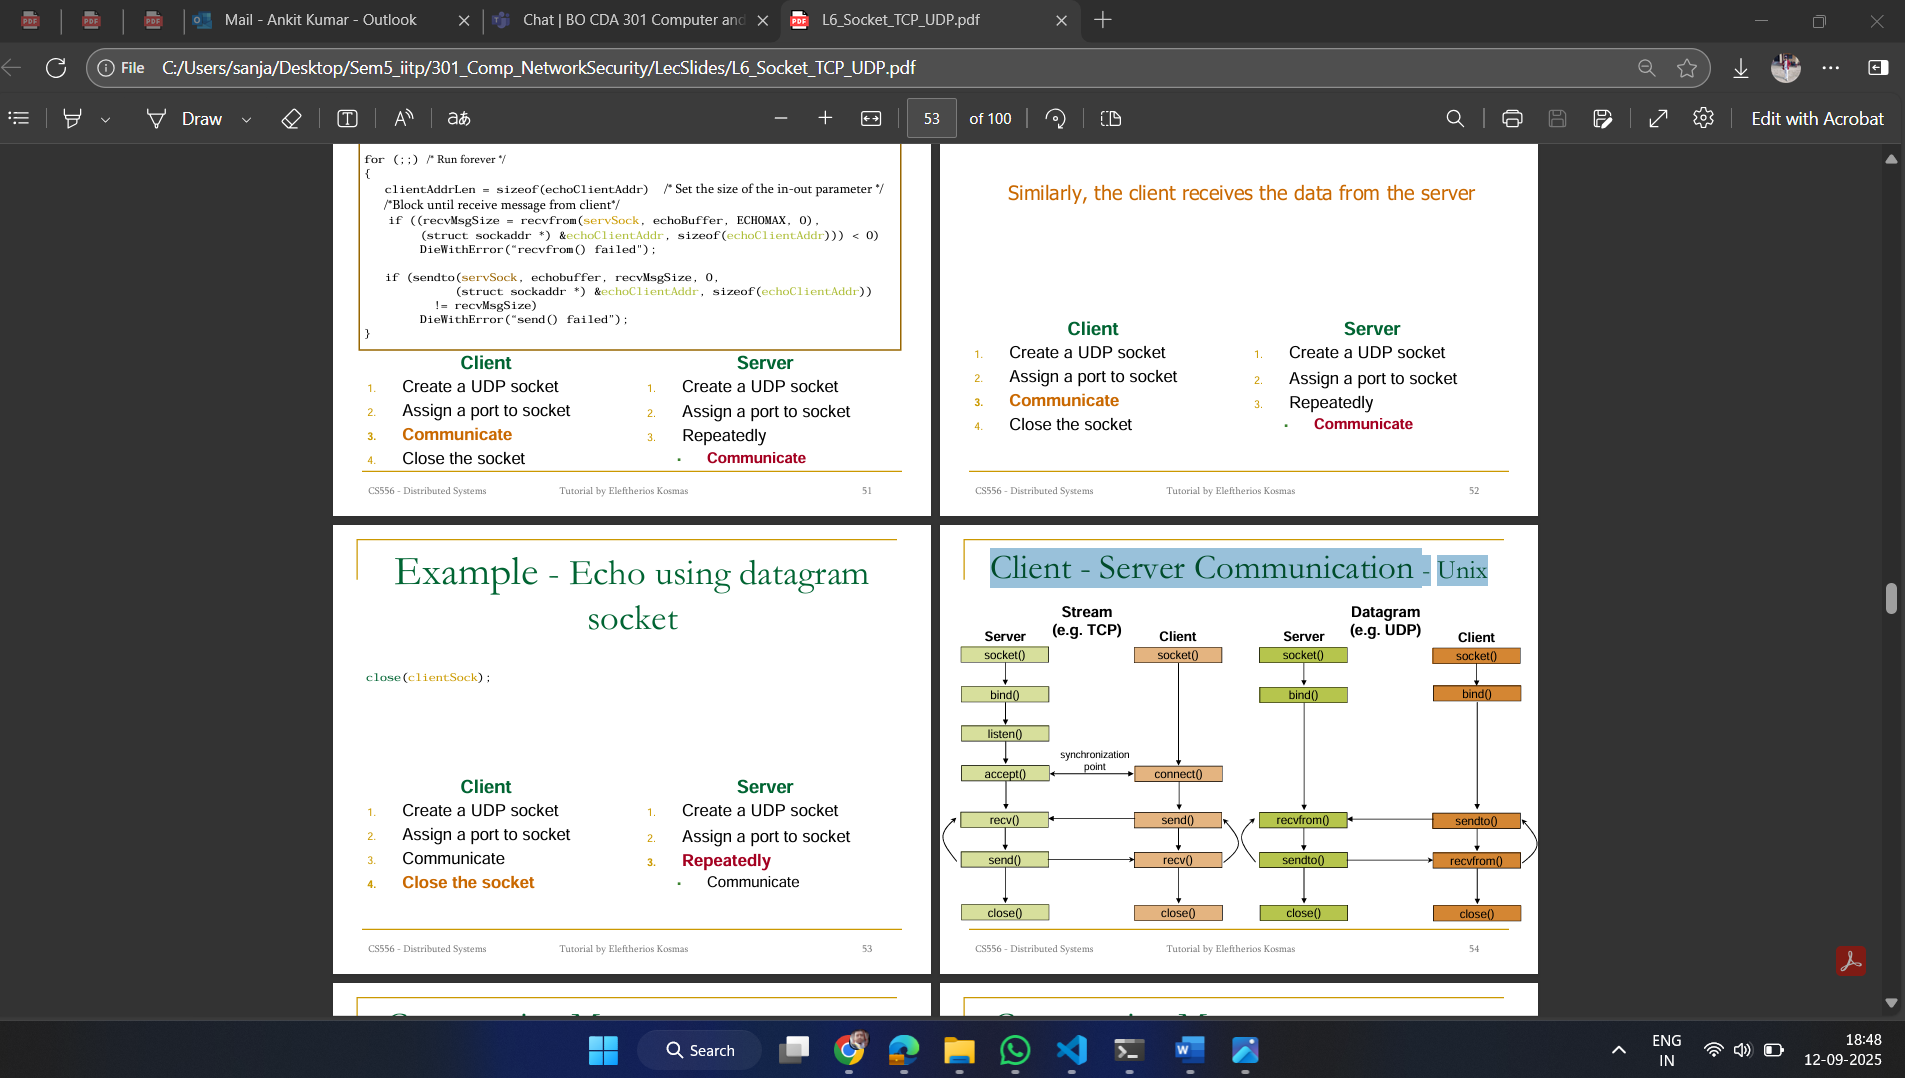 Mail - Ankit Kumar - Outlook
Chat | BO CDA 301 Computer and
L6_Socket_TCP_UDP.pdf
File C:/Users/sanja/Desktop/Sem5_iitp/301_Comp_NetworkSecurity/LecSlides/L6_Socket_TCP_UDP.pdf
Draw
53 of 100
Edit with Acrobat
for (;;) /* Run forever */
{
clientAddrLen = sizeof(echoClientAddr) /* Set the size of the in-out parameter */
/*Block until receive message from client*/
if ((recvMsgSize = recvfrom(servSock, echoBuffer, ECHOMAX, 0),
(struct sockaddr *) &echoClientAddr, sizeof(echoClientAddr))) < 0)
DieWithError("recvfrom() failed");
if (sendto(servSock, echobuffer, recvMsgSize, 0,
(struct sockaddr *) &echoClientAddr, sizeof(echoClientAddr))
!= recvMsgSize)
DieWithError("send() failed");
}
Client
1. Create a UDP socket
2. Assign a port to socket
3. Communicate
4. Close the socket
Server
1. Create a UDP socket
2. Assign a port to socket
3. Repeatedly
▪ Communicate
CS556 - Distributed Systems Tutorial by Eleftherios Kosmas 51
Similarly, the client receives the data from the server
Client
1. Create a UDP socket
2. Assign a port to socket
3. Communicate
4. Close the socket
Server
1. Create a UDP socket
2. Assign a port to socket
3. Repeatedly
▪ Communicate
CS556 - Distributed Systems Tutorial by Eleftherios Kosmas 52
Example - Echo using datagram
socket
close(clientSock);
Client
1. Create a UDP socket
2. Assign a port to socket
3. Communicate
4. Close the socket
Server
1. Create a UDP socket
2. Assign a port to socket
3. Repeatedly
▪ Communicate
CS556 - Distributed Systems Tutorial by Eleftherios Kosmas 53
Client - Server Communication - Unix
Stream
(e.g. TCP)
Server
Client
socket()
bind()
listen()
accept()
recv()
send()
close()
synchronization
point
socket()
connect()
send()
recv()
close()
Datagram
(e.g. UDP)
Server
Client
socket()
bind()
recvfrom()
sendto()
close()
socket()
bind()
sendto()
recvfrom()
close()
CS556 - Distributed Systems Tutorial by Eleftherios Kosmas 54
Search
ENG
IN
18:48
12-09-2025